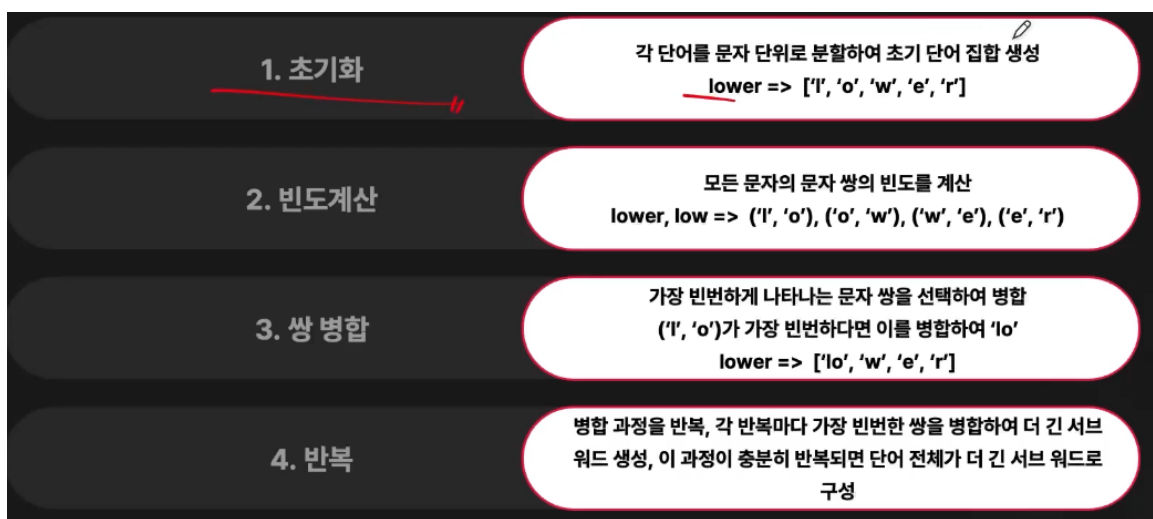 1. 초기화
각 단어를 문자 단위로 분할하여 초기 단어 집합 생성
lower => [‘l’, ‘o’, ‘w’, ‘e’, ‘r’]
2. 빈도계산
모든 문자의 문자 쌍의 빈도를 계산
lower, low => (‘l’, ‘o’), (‘o’, ‘w’), (‘w’, ‘e’), (‘e’, ‘r’)
3. 쌍 병합
가장 빈번하게 나타나는 문자 쌍을 선택하여 병합
(‘l’, ‘o’)가 가장 빈번하다면 이를 병합하여 ‘lo’
lower => [‘lo’, ‘w’, ‘e’, ‘r’]
4. 반복
병합 과정을 반복, 각 반복마다 가장 빈번한 쌍을 병합하여 더 긴 서브
워드 생성, 이 과정이 충분히 반복되면 단어 전체가 더 긴 서브 워드로
구성